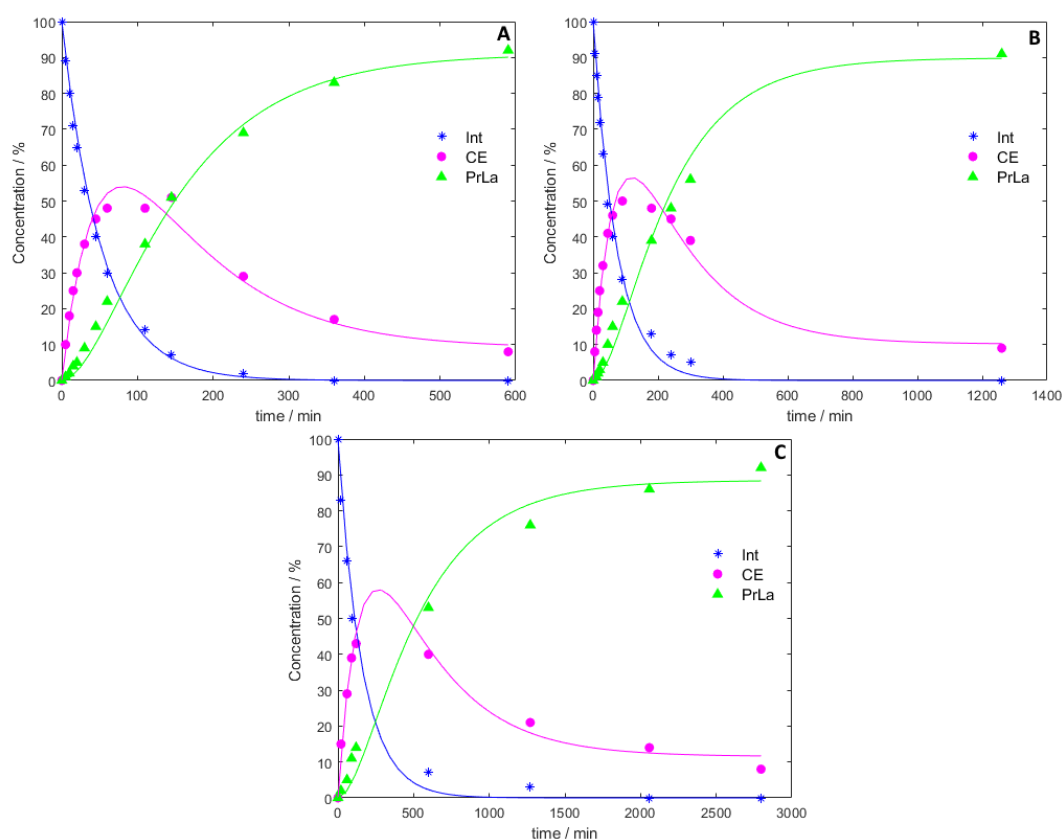 A
Concentration / %
100
90
80
70
60
50
40
30
20
10
0
Int
CE
PrLa
0 100 200 300 400 500 600
time / min
B
Concentration / %
100
90
80
70
60
50
40
30
20
10
0
Int
CE
PrLa
0 200 400 600 800 1000 1200 1400
time / min
C
Concentration / %
100
90
80
70
60
50
40
30
20
10
0
Int
CE
PrLa
0 500 1000 1500 2000 2500 3000
time / min